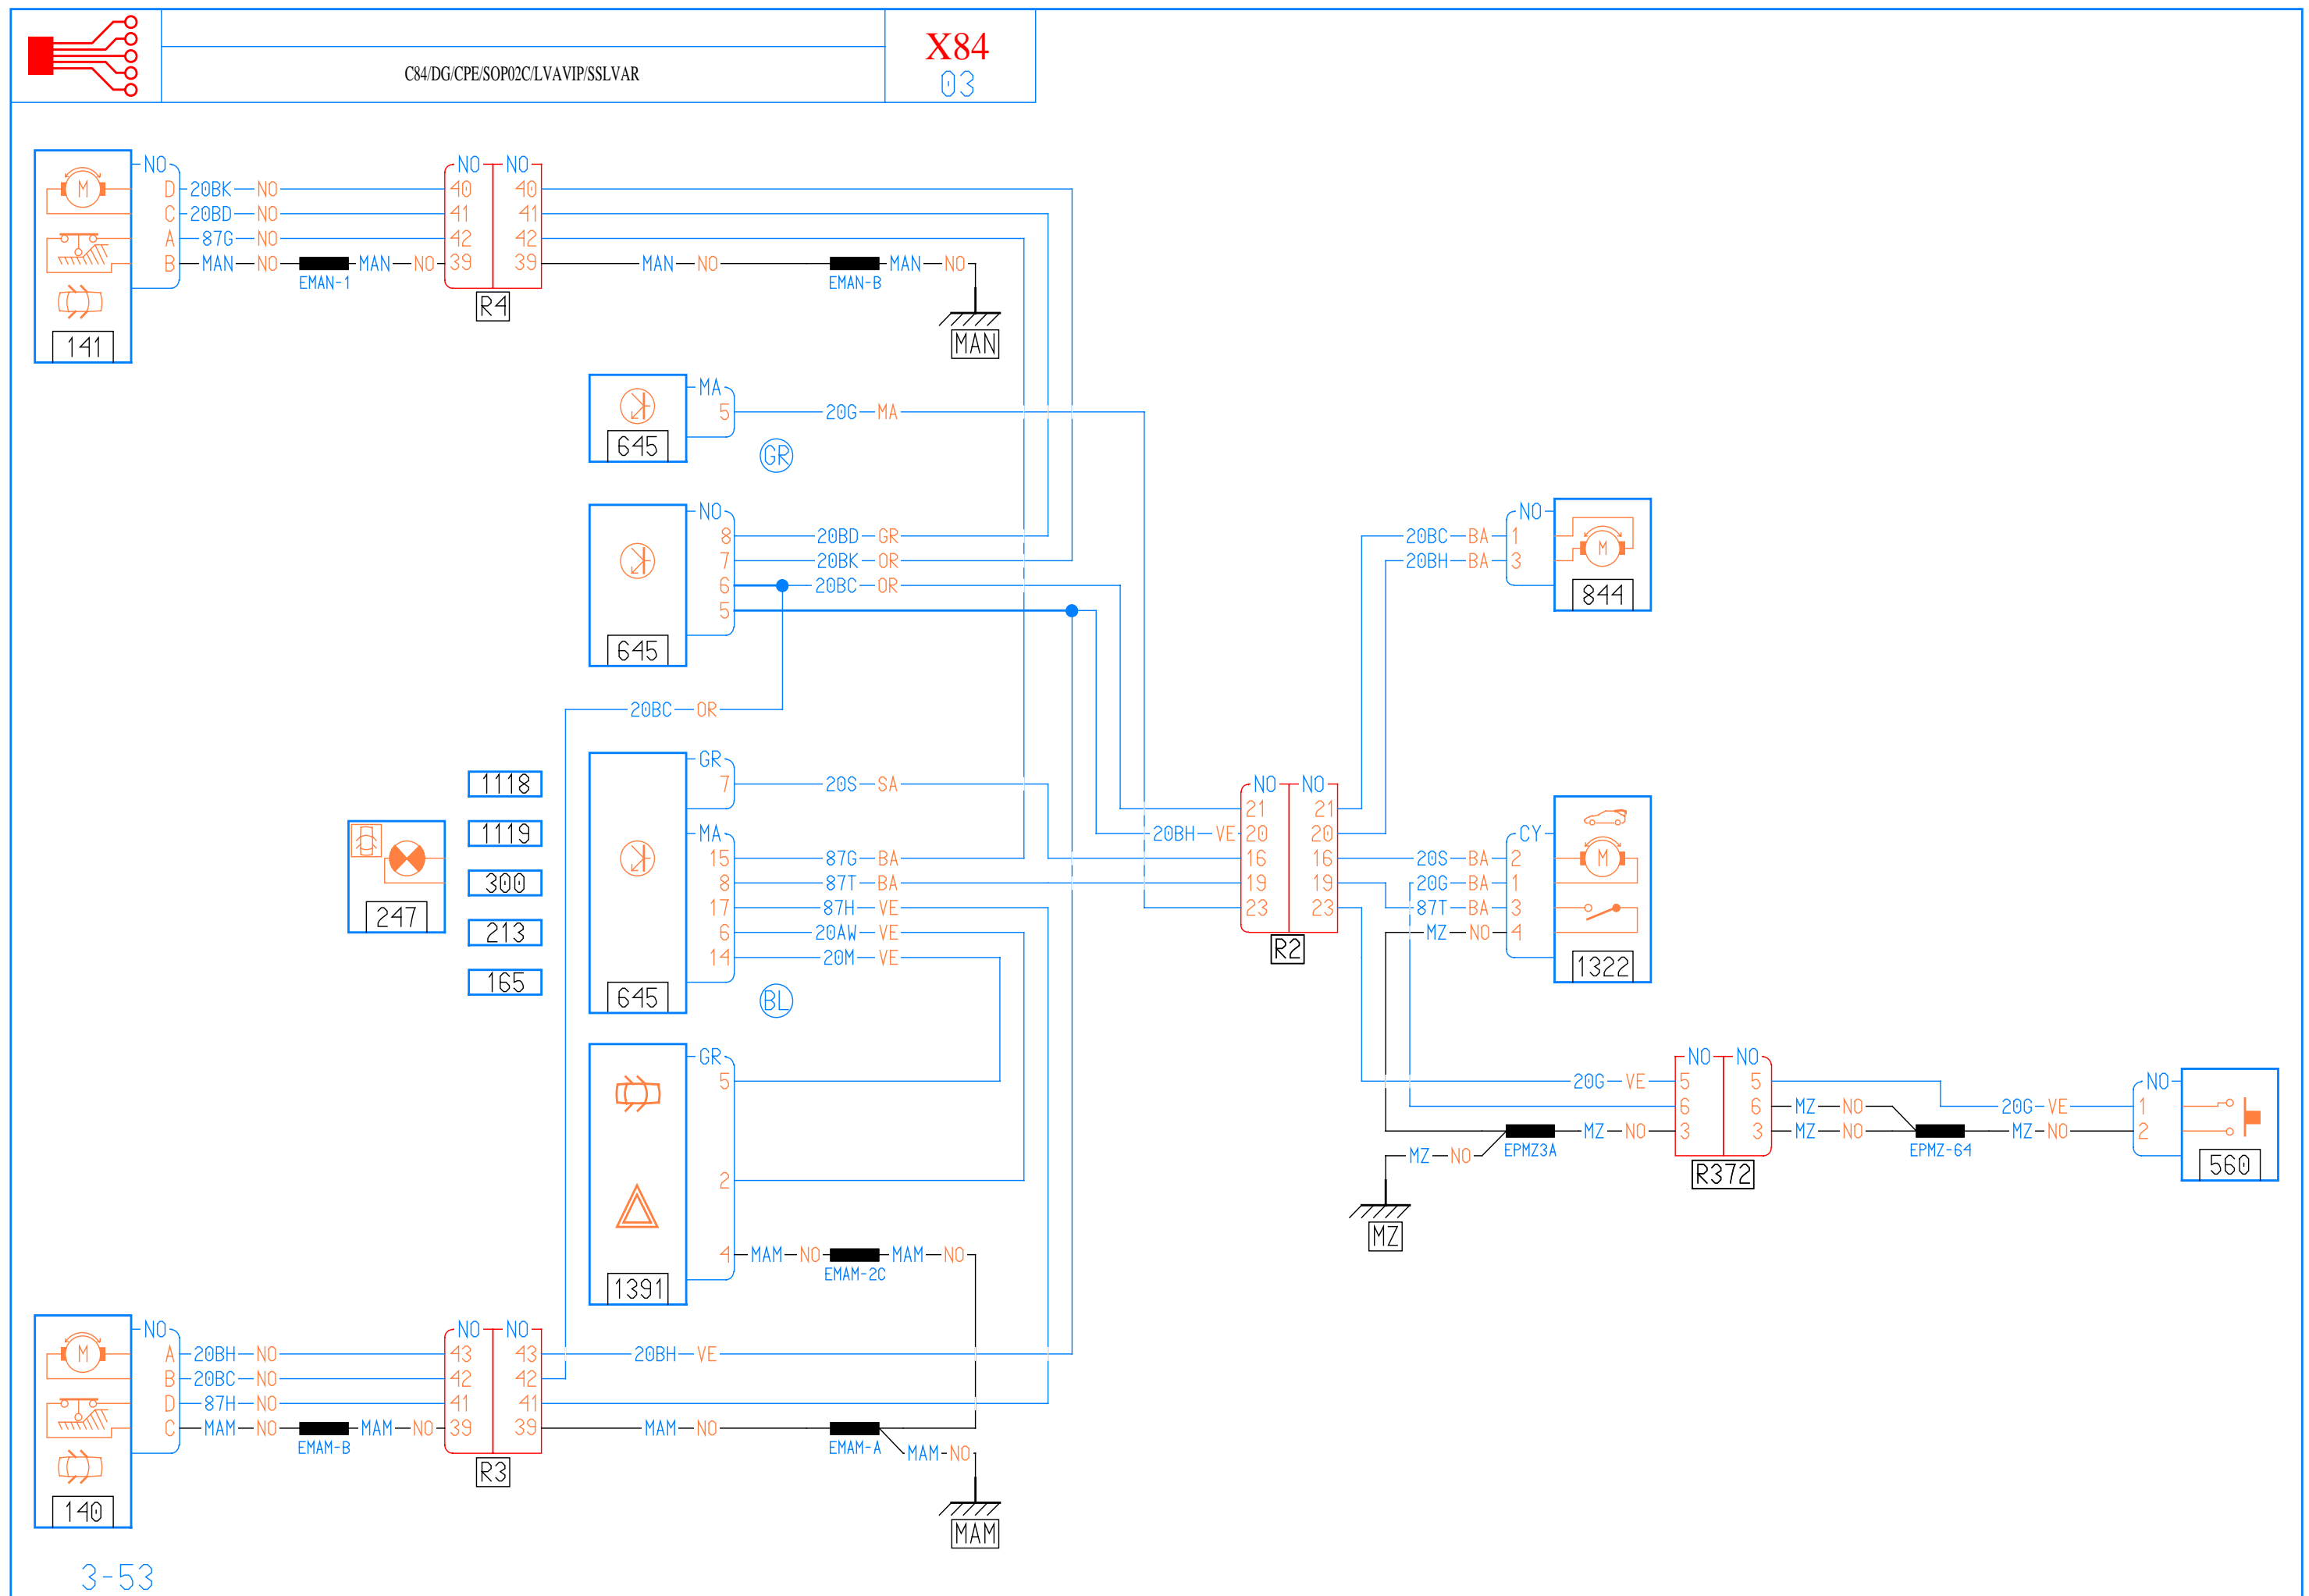 X84
C84/DG/CPE/SOP02C/LVAVIP/SSLVAR
03
NO NO NO
D 20BK NO 40 40
C 20BD NO 41 41
A 87G NO 42 42
B MAN NO MAN NO 39 39 MAN NO MAN NO
EMAN-1 EMAN-B
R4
141 MAN
MA
5 20G MA
645
GR
NO NO
8 20BD GR 20BC BA 1
7 20BK OR 20BH BA 3
6 20BC OR
5
844
645
20BC OR
GR
1118 7 20S SA NO NO
21 21
1119 MA 20BH VE 20 20 CY
15 87G BA 16 16 20S BA 2
300 8 87T BA 19 19 20G BA 1
247 17 87H VE 23 23 87T BA 3
213 6 20AW VE MZ NO 4
14 20M VE R2
1322
165 645 BL
GR NO NO
5 20G VE 5 5 NO
6 6 MZ NO 20G VE 1
MZ NO 3 3 MZ NO MZ NO 2
EPMZ3A EPMZ-64
MZ NO
R372 560
2
MZ
4 MAM NO MAM NO
EMAM-2C
1391
NO NO NO
A 20BH NO 43 43 20BH VE
B 20BC NO 42 42
D 87H NO 41 41
C MAM NO MAM NO 39 39 MAM NO
EMAM-B EMAM-A MAM-NO
R3
140
MAM
3-53